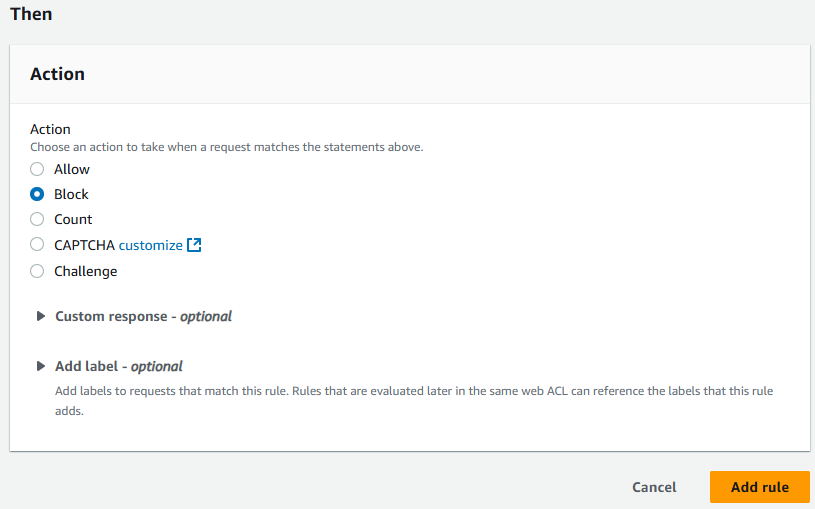 Then
Action
Action
Choose an action to take when a request matches the statements above.
Allow
Block
Count
CAPTCHA customize
Challenge
Custom response - optional
Add label - optional
Add labels to requests that match this rule. Rules that are evaluated later in the same web ACL can reference the labels that this rule
adds.
Cancel Add rule